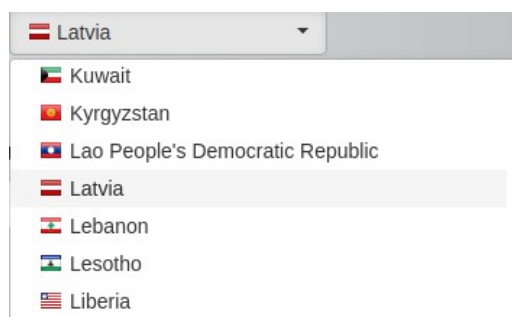 Latvia
Kuwait
Kyrgyzstan
Lao People's Democratic Republic
Latvia
Lebanon
Lesotho
Liberia